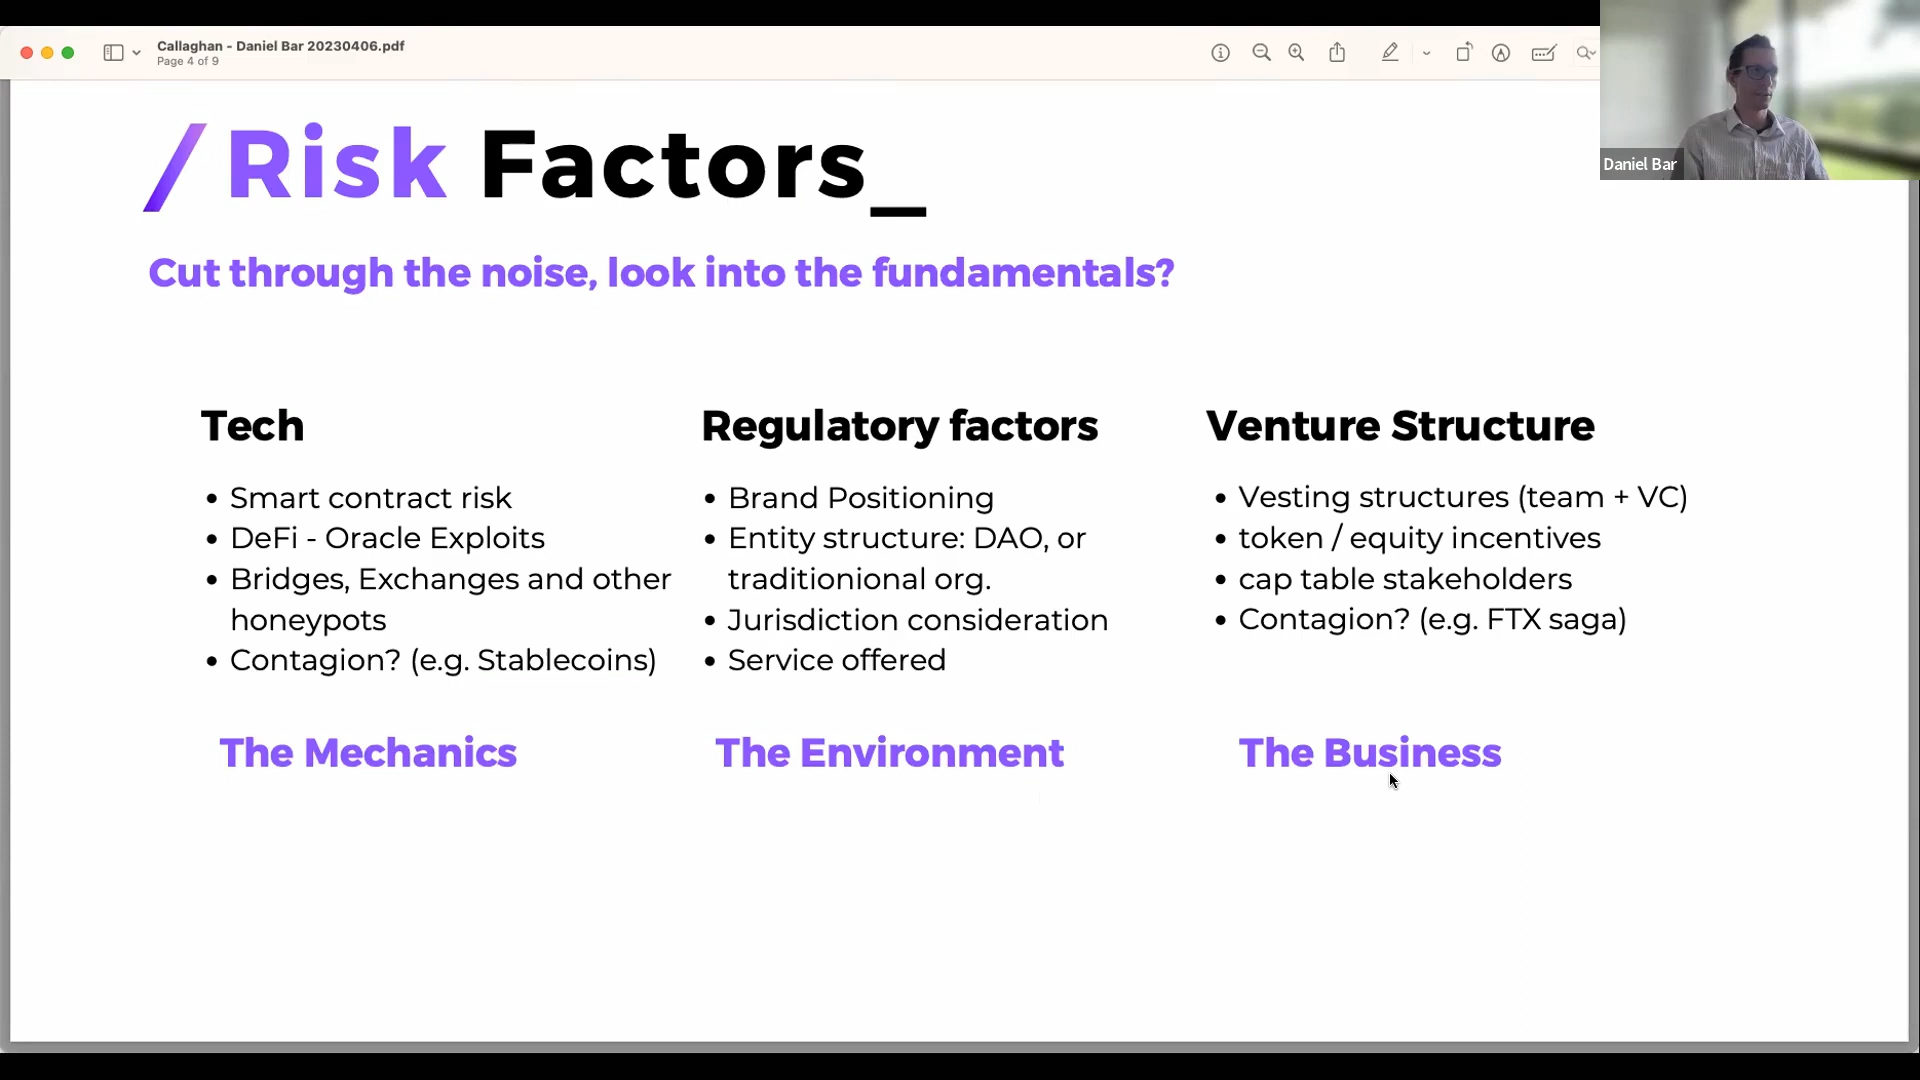 Callaghan - Daniel Bar 20230406.pdf
Page 4 of 9
Daniel Bar
/Risk Factors_
Cut through the noise, look into the fundamentals?
Tech
• Smart contract risk
• DeFi - Oracle Exploits
• Bridges, Exchanges and other
honeypots
• Contagion? (e.g. Stablecoins)
The Mechanics
Regulatory factors
• Brand Positioning
• Entity structure: DAO, or
traditionional org.
• Jurisdiction consideration
• Service offered
The Environment
Venture Structure
• Vesting structures (team + VC)
• token / equity incentives
• cap table stakeholders
• Contagion? (e.g. FTX saga)
The Business